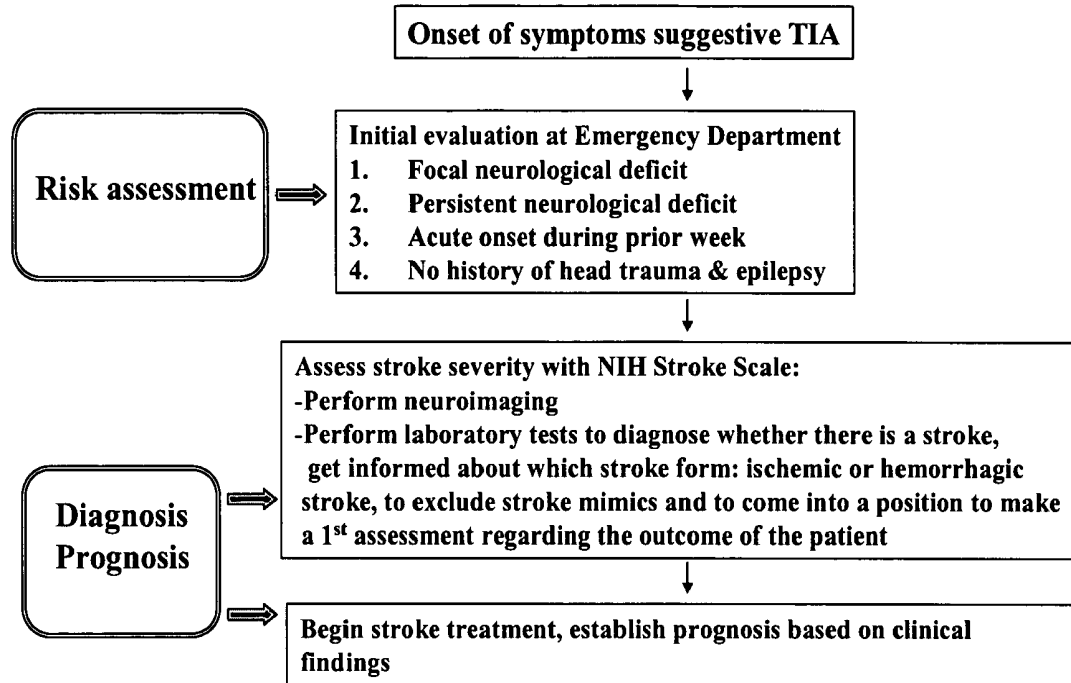 Onset of symptoms suggestive TIA
Risk assessment
Initial evaluation at Emergency Department
1. Focal neurological deficit
2. Persistent neurological deficit
3. Acute onset during prior week
4. No history of head trauma & epilepsy
Diagnosis
Prognosis
Assess stroke severity with NIH Stroke Scale:
-Perform neuroimaging
-Perform laboratory tests to diagnose whether there is a stroke,
get informed about which stroke form: ischemic or hemorrhagic
stroke, to exclude stroke mimics and to come into a position to make
a 1st assessment regarding the outcome of the patient
Begin stroke treatment, establish prognosis based on clinical
findings